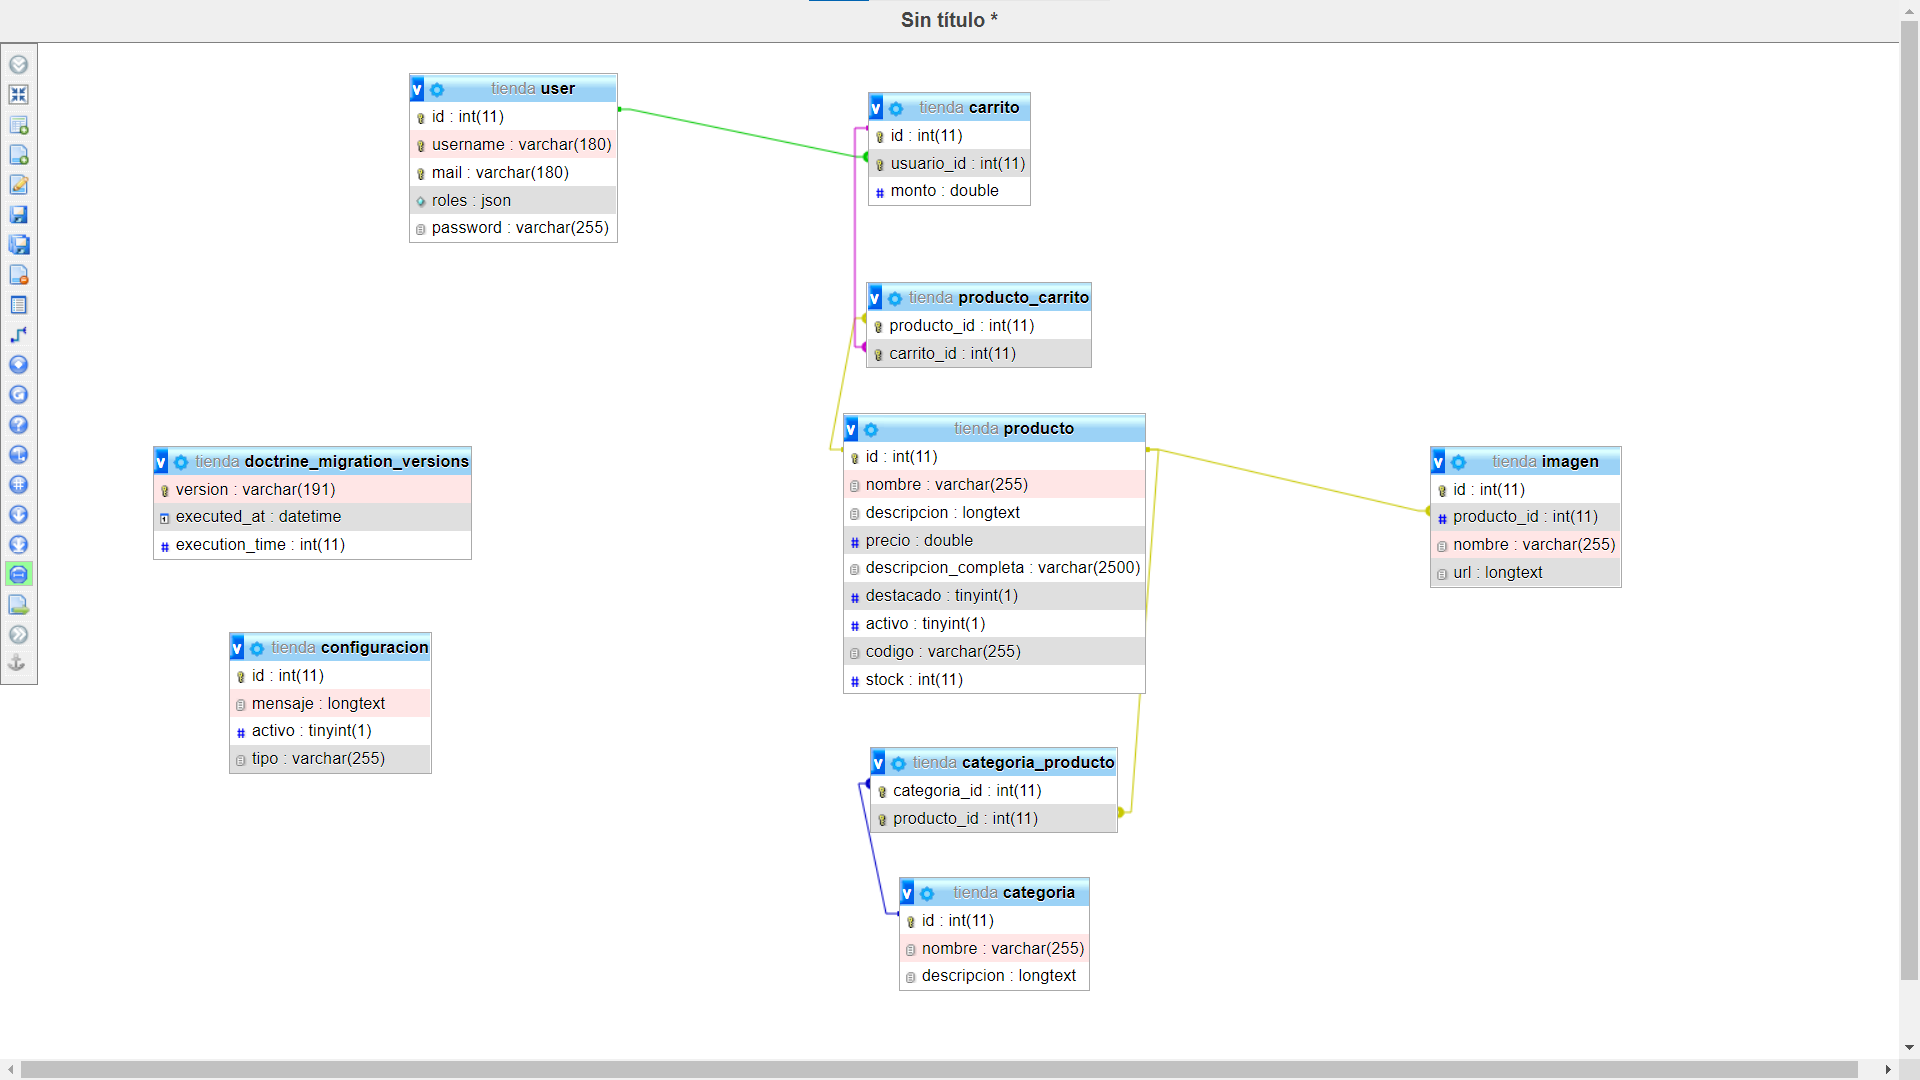 Sin título *
v tienda user
id : int(11)
username : varchar(180)
mail : varchar(180)
roles : json
password : varchar(255)
v tienda carrito
id : int(11)
usuario_id : int(11)
# monto : double
v tienda producto_carrito
producto_id : int(11)
carrito_id : int(11)
v tienda producto
id : int(11)
nombre : varchar(255)
descripcion : longtext
# precio : double
descripcion_completa : varchar(2500)
# destacado : tinyint(1)
# activo : tinyint(1)
codigo : varchar(255)
# stock : int(11)
v tienda imagen
id : int(11)
# producto_id : int(11)
nombre : varchar(255)
url : longtext
v tienda doctrine_migration_versions
version : varchar(191)
executed_at : datetime
# execution_time : int(11)
v tienda configuracion
id : int(11)
mensaje : longtext
# activo : tinyint(1)
tipo : varchar(255)
v tienda categoria_producto
categoria_id : int(11)
producto_id : int(11)
v tienda categoria
id : int(11)
nombre : varchar(255)
descripcion : longtext